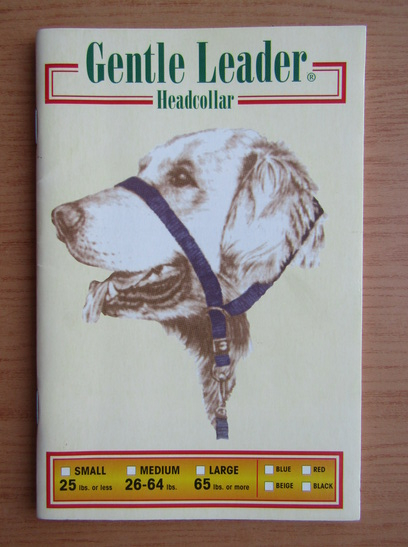 Gentle Leader®
Headcollar
SMALL MEDIUM LARGE BLUE RED
25 lbs. or less 26-64 lbs. 65 lbs. or more BEIGE BLACK